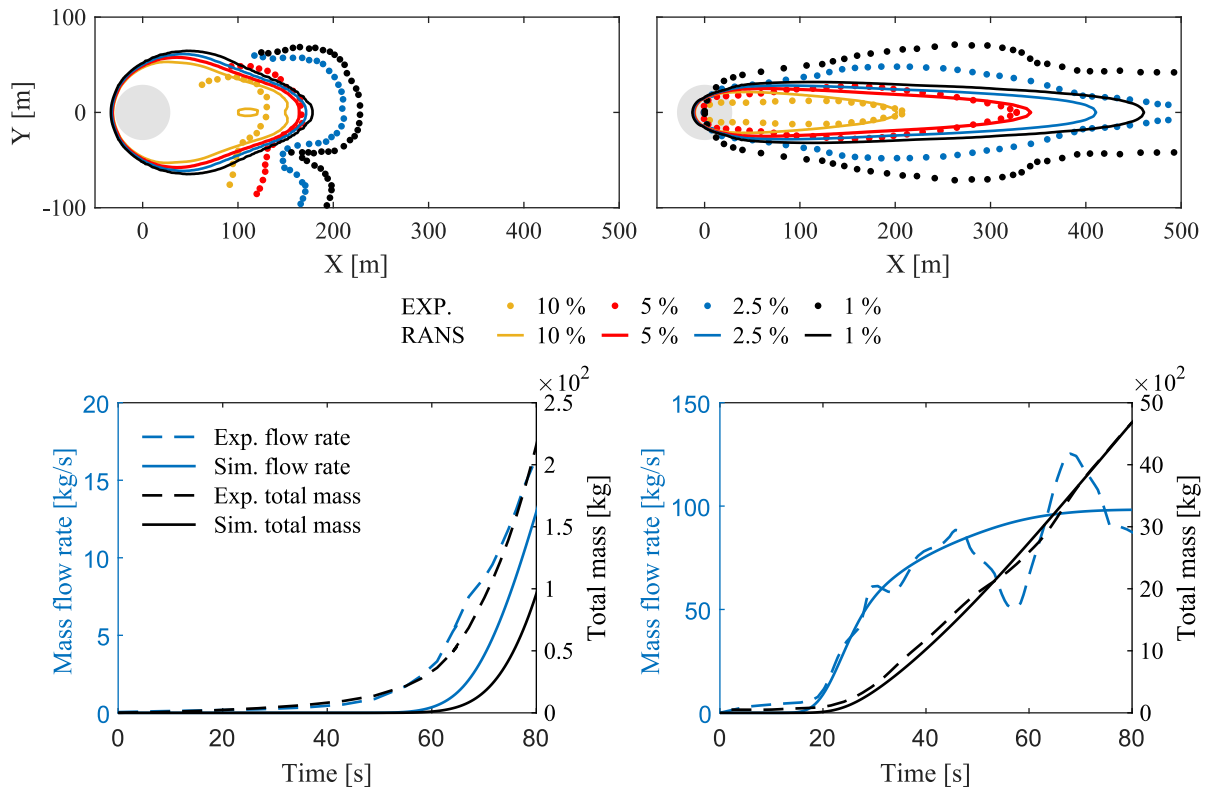 100
0
-100
Y [m]
0 100 200 300 400 500
X [m]
0 100 200 300 400 500
X [m]
EXP. 10 % 5 % 2.5 % 1 %
RANS 10 % 5 % 2.5 % 1 %
×10²
20
15
10
5
0
Mass flow rate [kg/s]
Exp. flow rate
Sim. flow rate
Exp. total mass
Sim. total mass
2.5
2
1.5
1
0.5
0
Total mass [kg]
0 20 40 60 80
Time [s]
×10²
150
100
50
0
Mass flow rate [kg/s]
50
40
30
20
10
0
Total mass [kg]
0 20 40 60 80
Time [s]